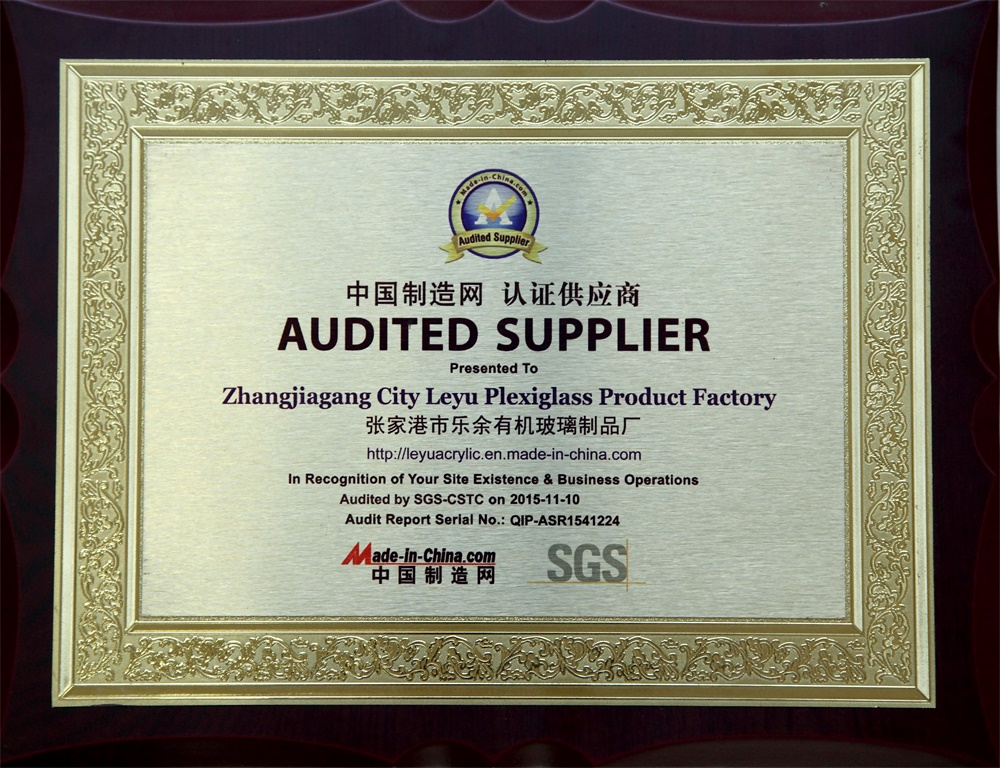 Made-in-China.com
Audited Supplier
中国制造网 认证供应商
AUDITED SUPPLIER
Presented To
Zhangjiagang City Leyu Plexiglass Product Factory
张家港市乐余有机玻璃制品厂
http://leyuacrylic.en.made-in-china.com
In Recognition of Your Site Existence & Business Operations
Audited by SGS-CSTC on 2015-11-10
Audit Report Serial No.: QIP-ASR1541224
Made-in-China.com
中国制造网
SGS